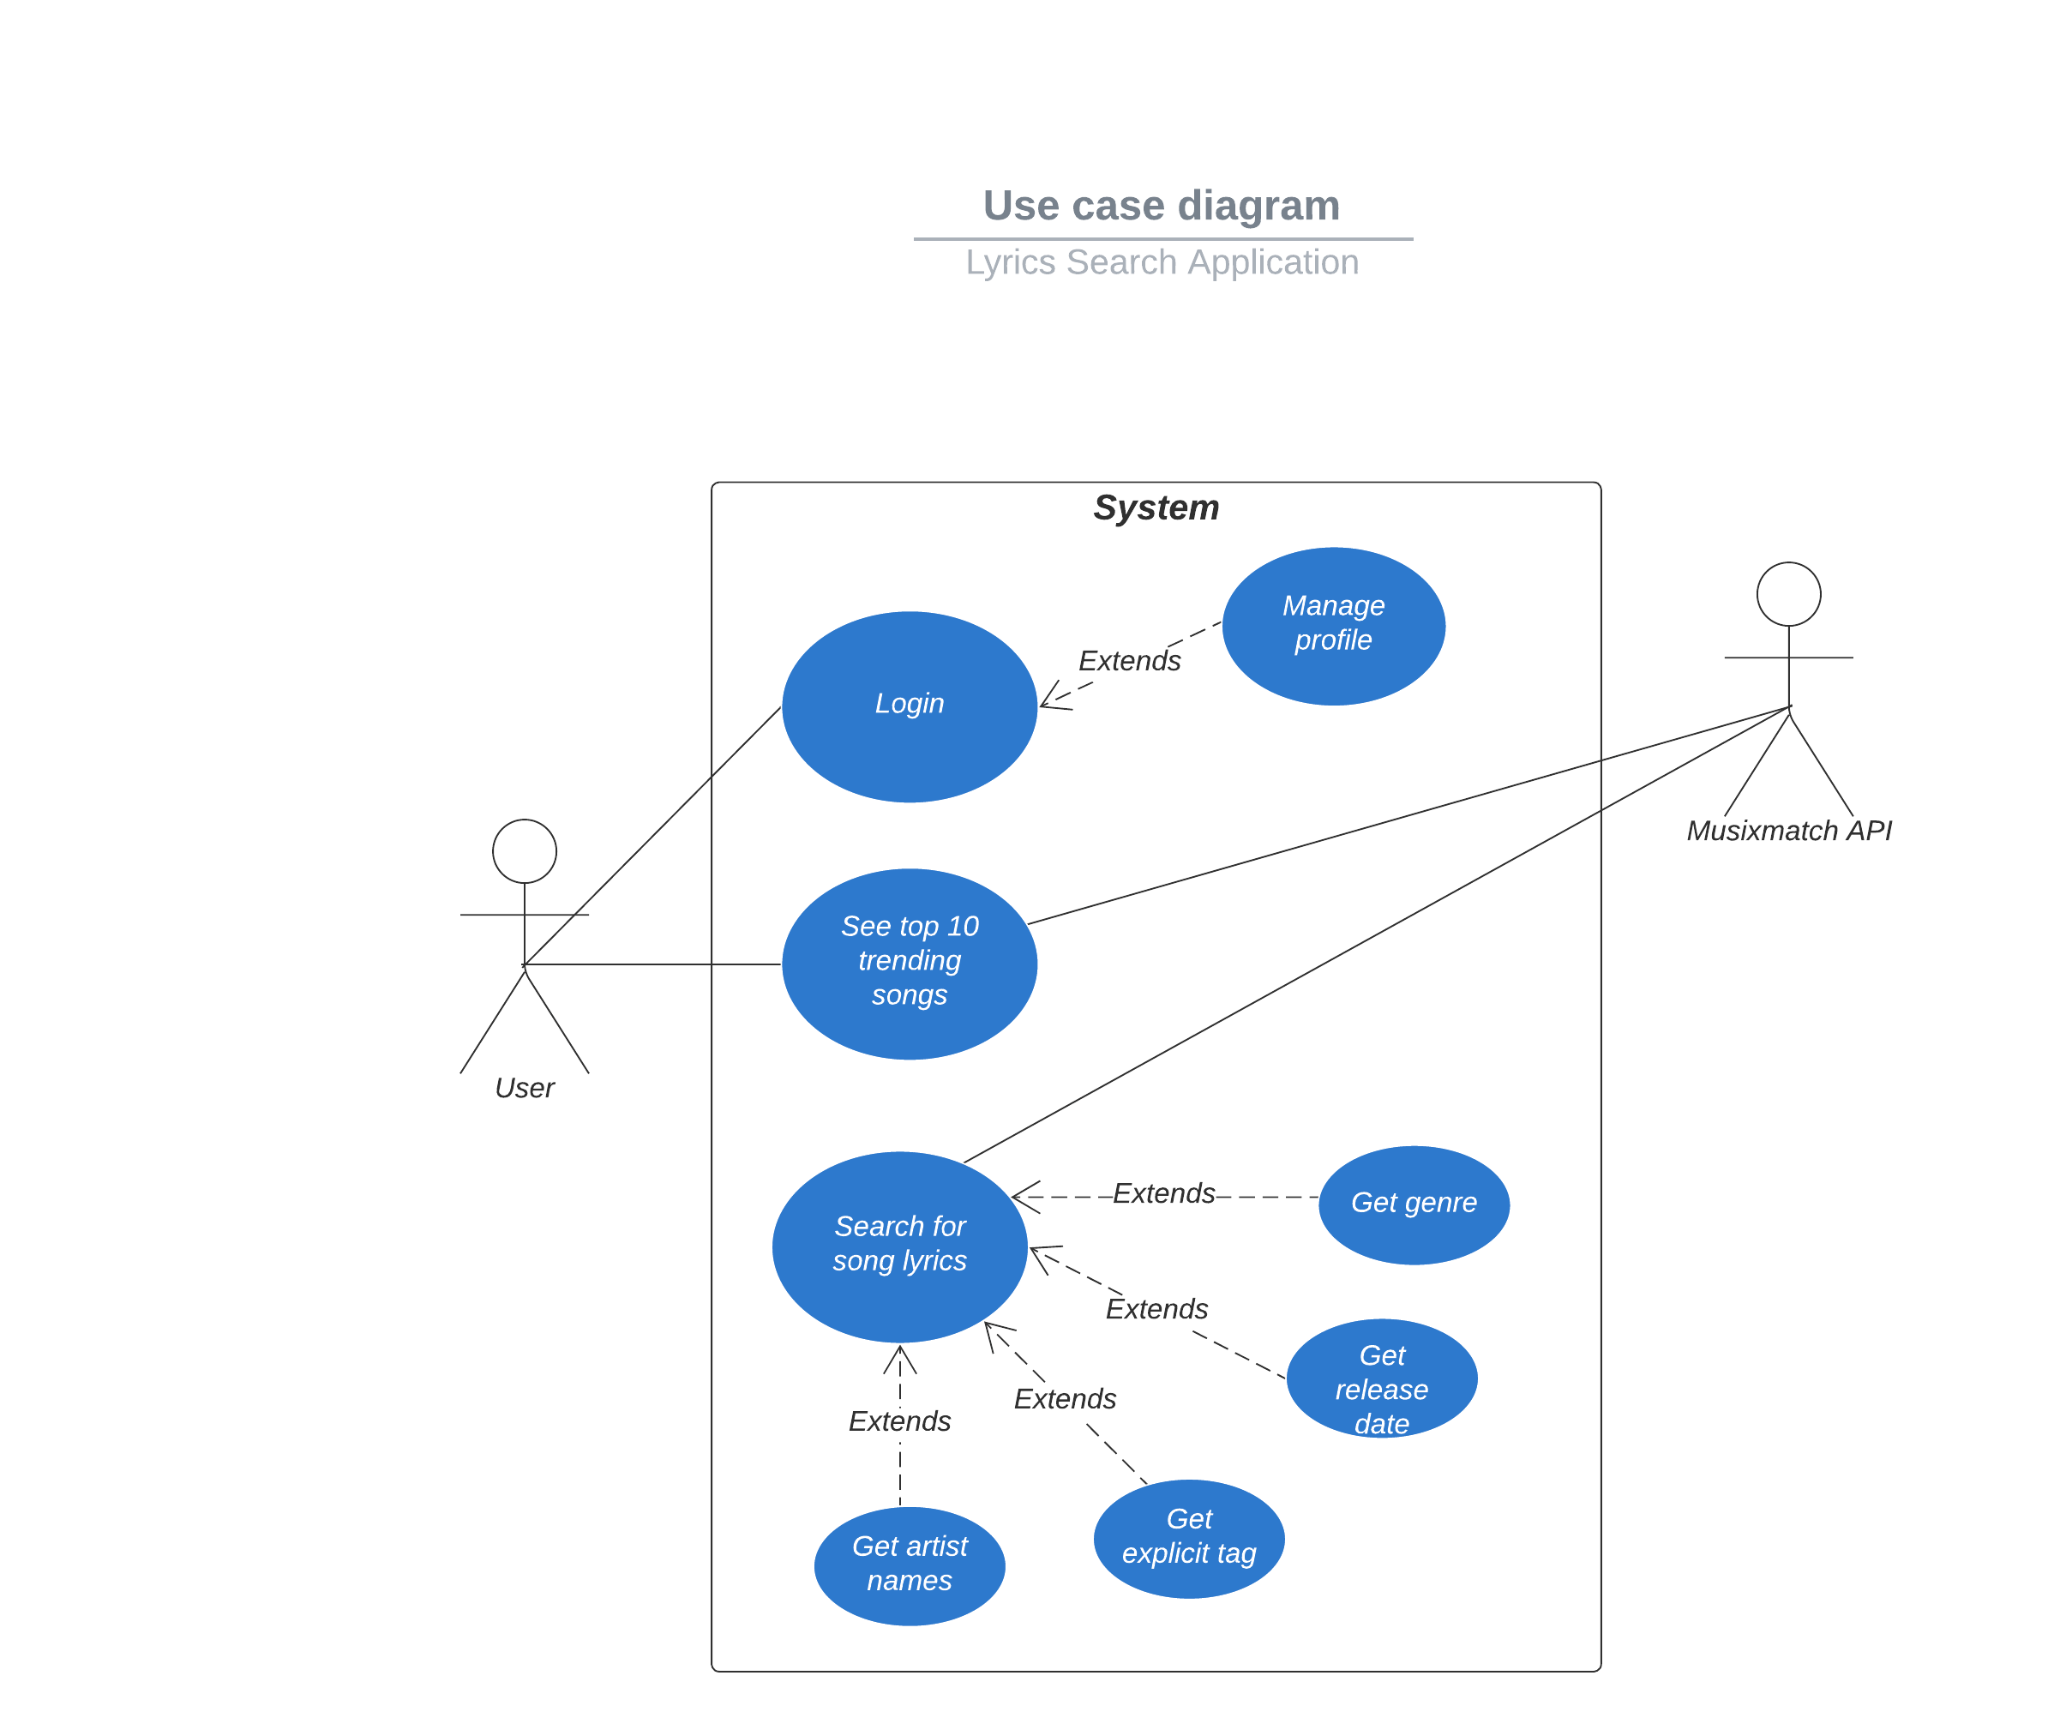 Use case diagram
Lyrics Search Application
System
Manage
profile
Extends
Login
Musixmatch API
See top 10
trending
songs
User
Extends
Get genre
Search for
song lyrics
Extends
Get
release
date
Extends
Extends
Get
explicit tag
Get artist
names